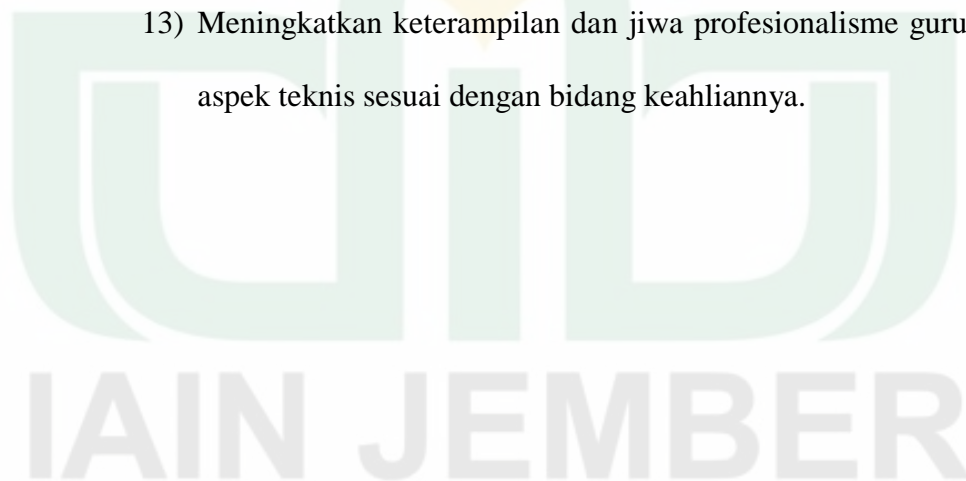 13) Meningkatkan keterampilan dan jiwa profesionalisme guru
aspek teknis sesuai dengan bidang keahliannya.
IAIN JEMBER